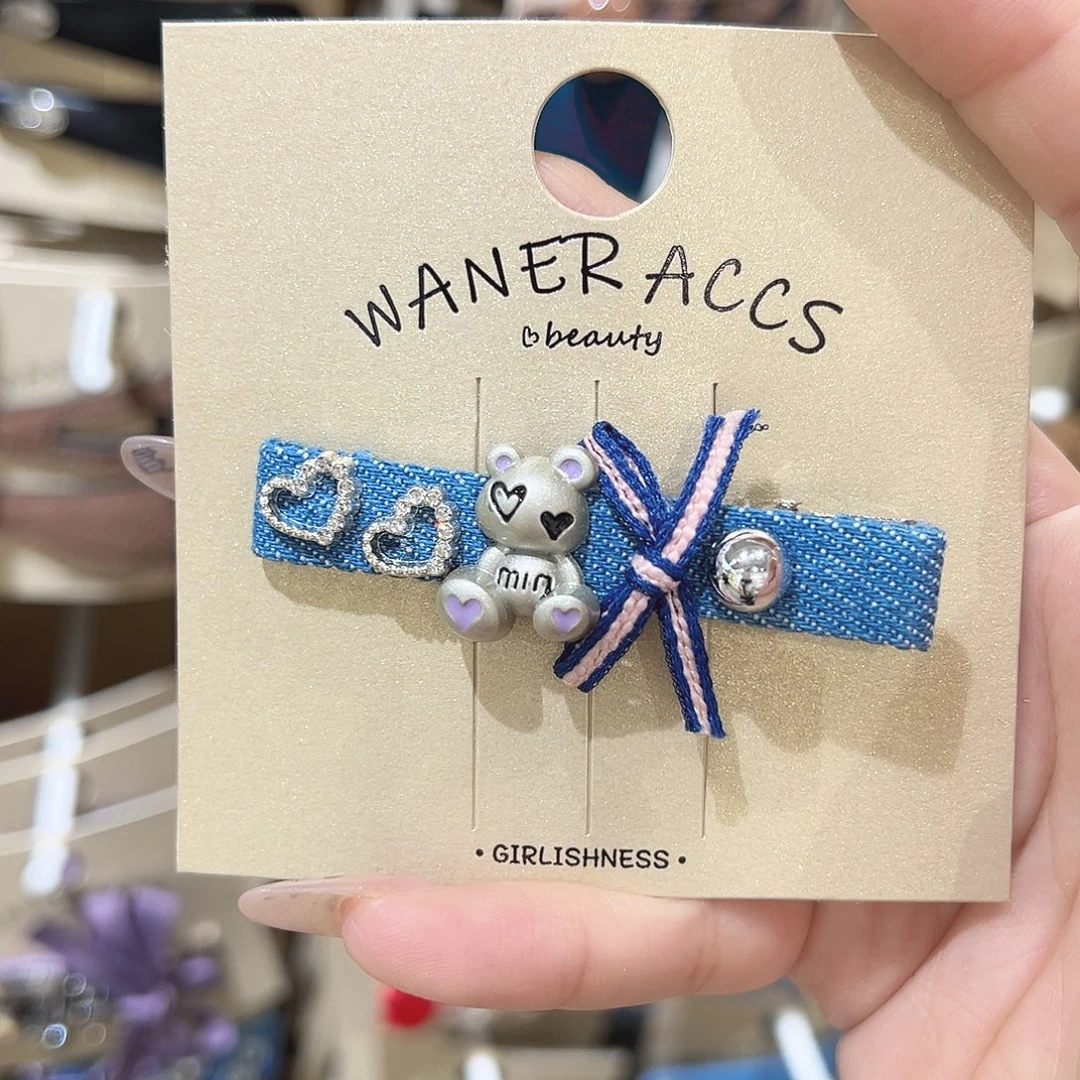 WANER ACCS
beauty
min
• GIRLISHNESS •